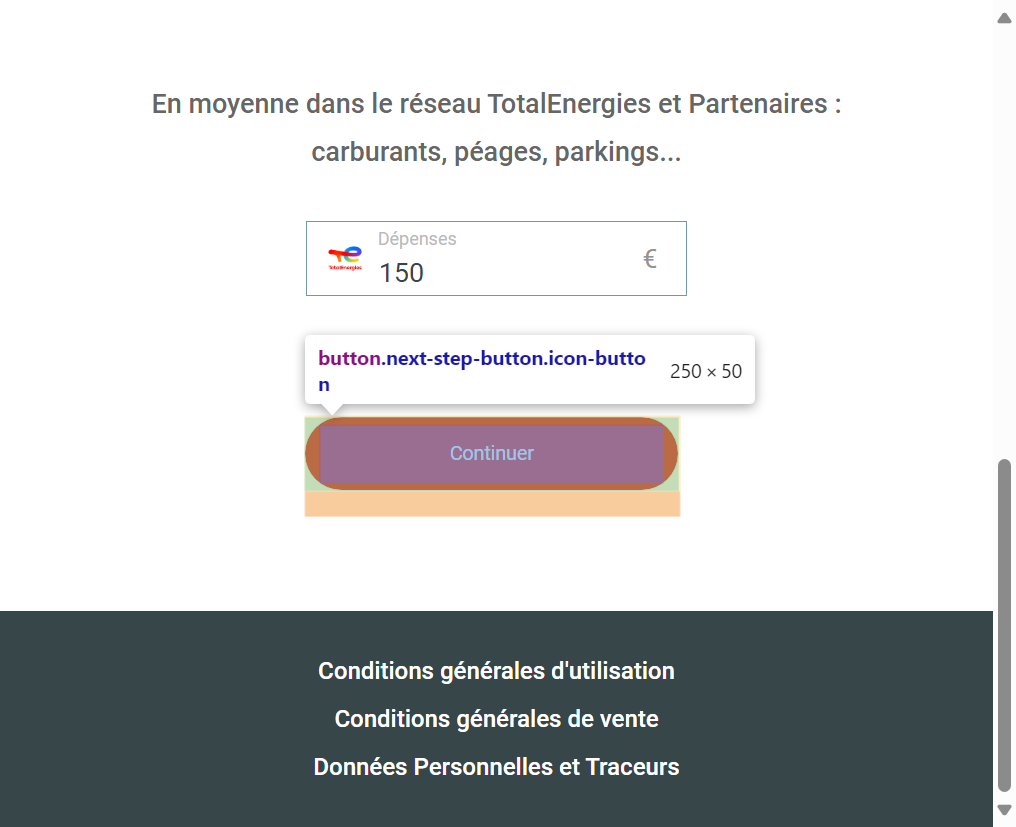 En moyenne dans le réseau TotalEnergies et Partenaires :
carburants, péages, parkings...
Dépenses
TotalEnergies
150
€
button.next-step-button.icon-butto
n
250 × 50
Continuer
Conditions générales d'utilisation
Conditions générales de vente
Données Personnelles et Traceurs